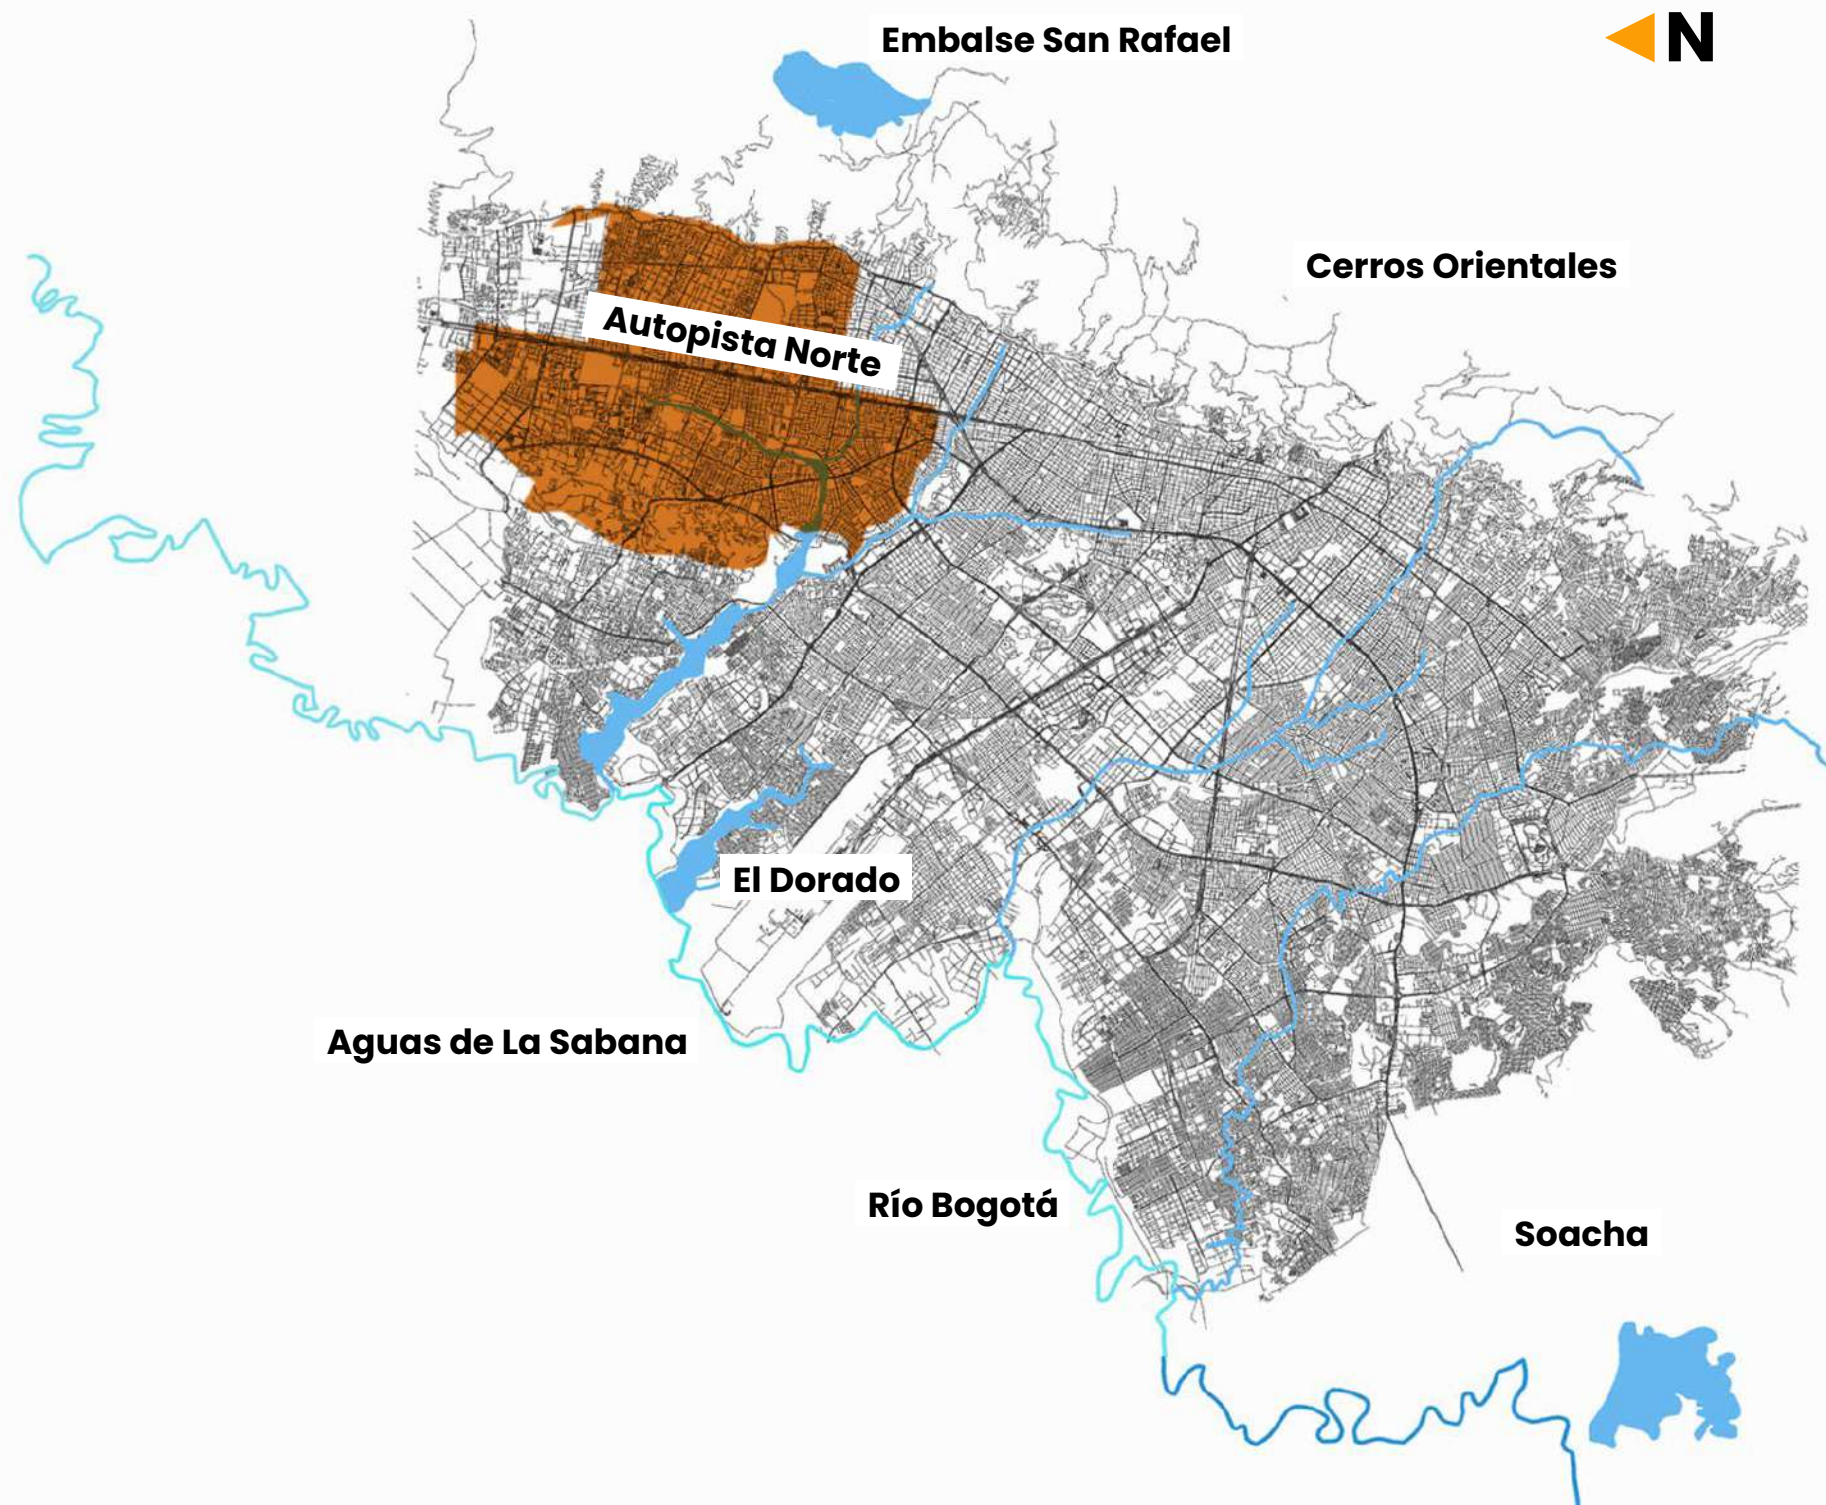 Embalse San Rafael
N
Cerros Orientales
Autopista Norte
El Dorado
Aguas de La Sabana
Río Bogotá
Soacha